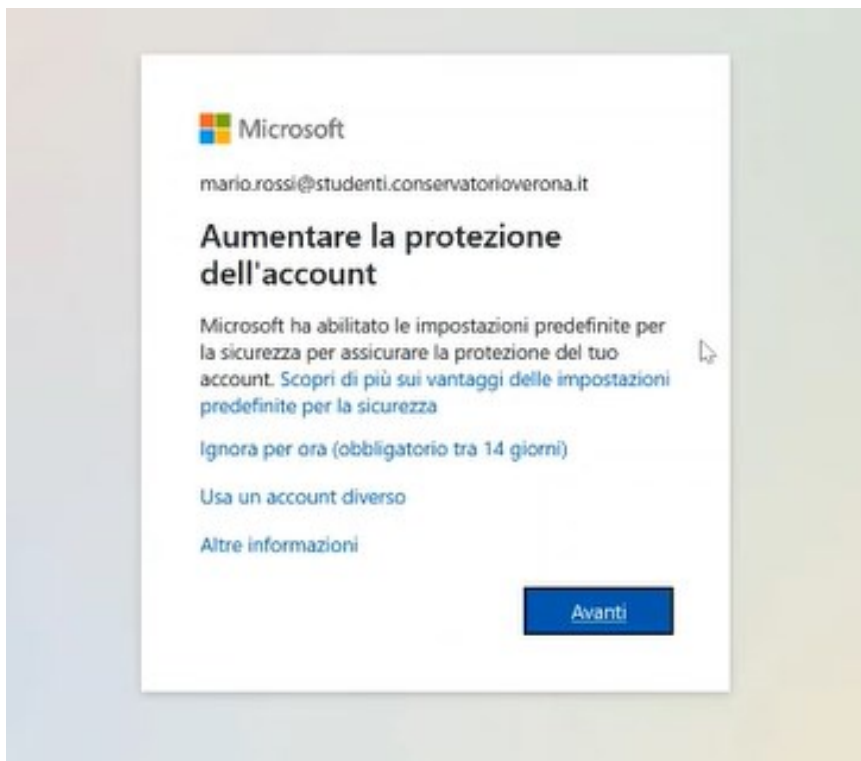 Microsoft
mario.rossi@studenti.conservatorioverona.it
Aumentare la protezione
dell'account
Microsoft ha abilitato le impostazioni predefinite per
la sicurezza per assicurare la protezione del tuo
account. Scopri di più sui vantaggi delle impostazioni
predefinite per la sicurezza
Ignora per ora (obbligatorio tra 14 giorni)
Usa un account diverso
Altre informazioni
Avanti